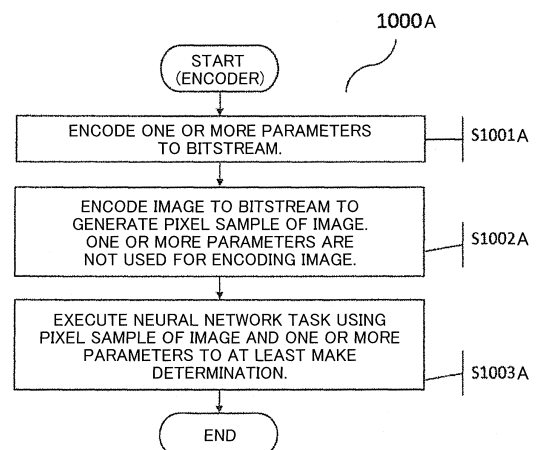 1000A
START
(ENCODER)
ENCODE ONE OR MORE PARAMETERS
TO BITSTREAM.
S1001A
ENCODE IMAGE TO BITSTREAM TO
GENERATE PIXEL SAMPLE OF IMAGE.
ONE OR MORE PARAMETERS ARE
NOT USED FOR ENCODING IMAGE.
S1002A
EXECUTE NEURAL NETWORK TASK USING
PIXEL SAMPLE OF IMAGE AND ONE OR MORE
PARAMETERS TO AT LEAST MAKE
DETERMINATION.
S1003A
END